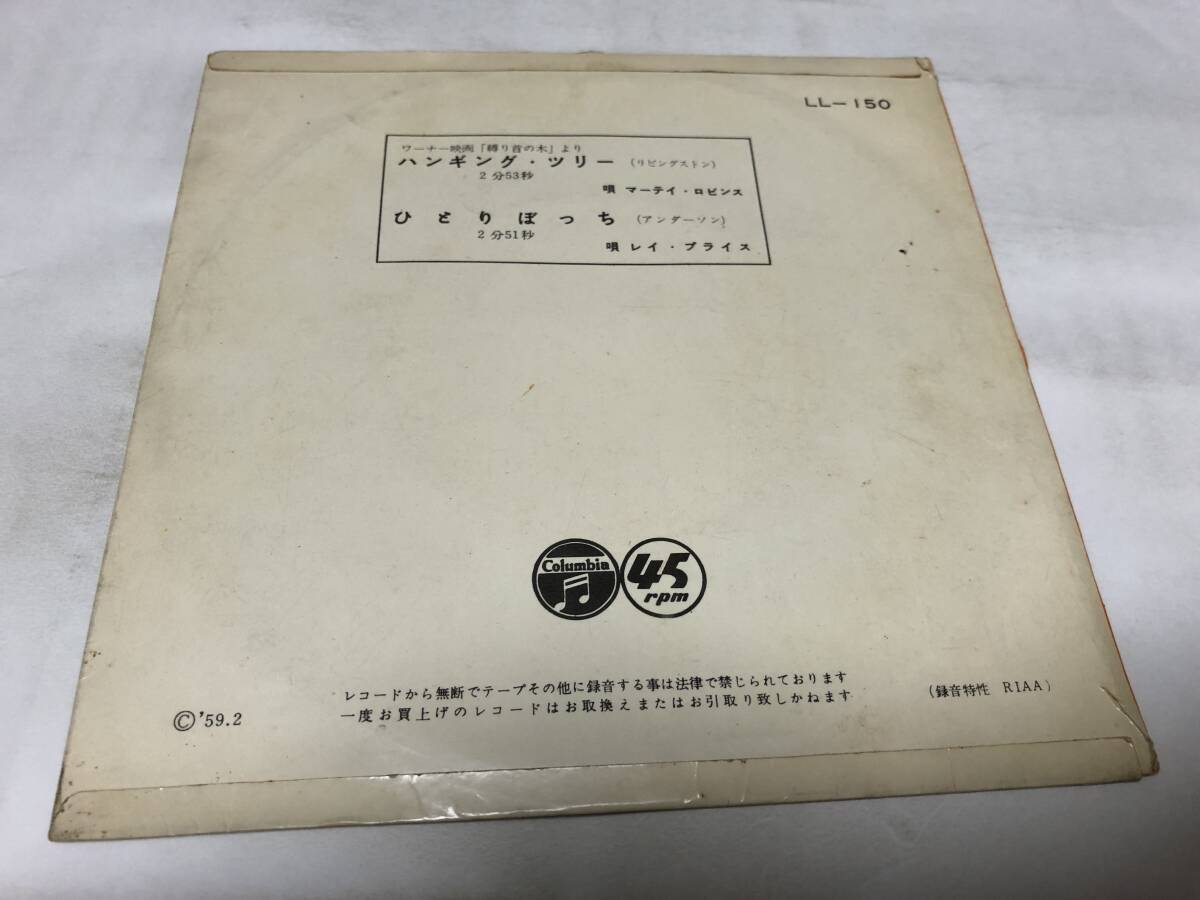 LL-150
ワーナー映画「縛り首の木」より
ハンギング・ツリー (リビングストン)
2分53秒
唄 マーテイ・ロビンス
ひとりぼっち (アンダーソン)
2分51秒
唄 レイ・プライス
Columbia
45
rpm
レコードから無断でテープその他に録音する事は法律で禁じられております
一度お買上げのレコードはお取換えまたはお引取り致しかねます
(録音特性 RIAA)
©'59.2